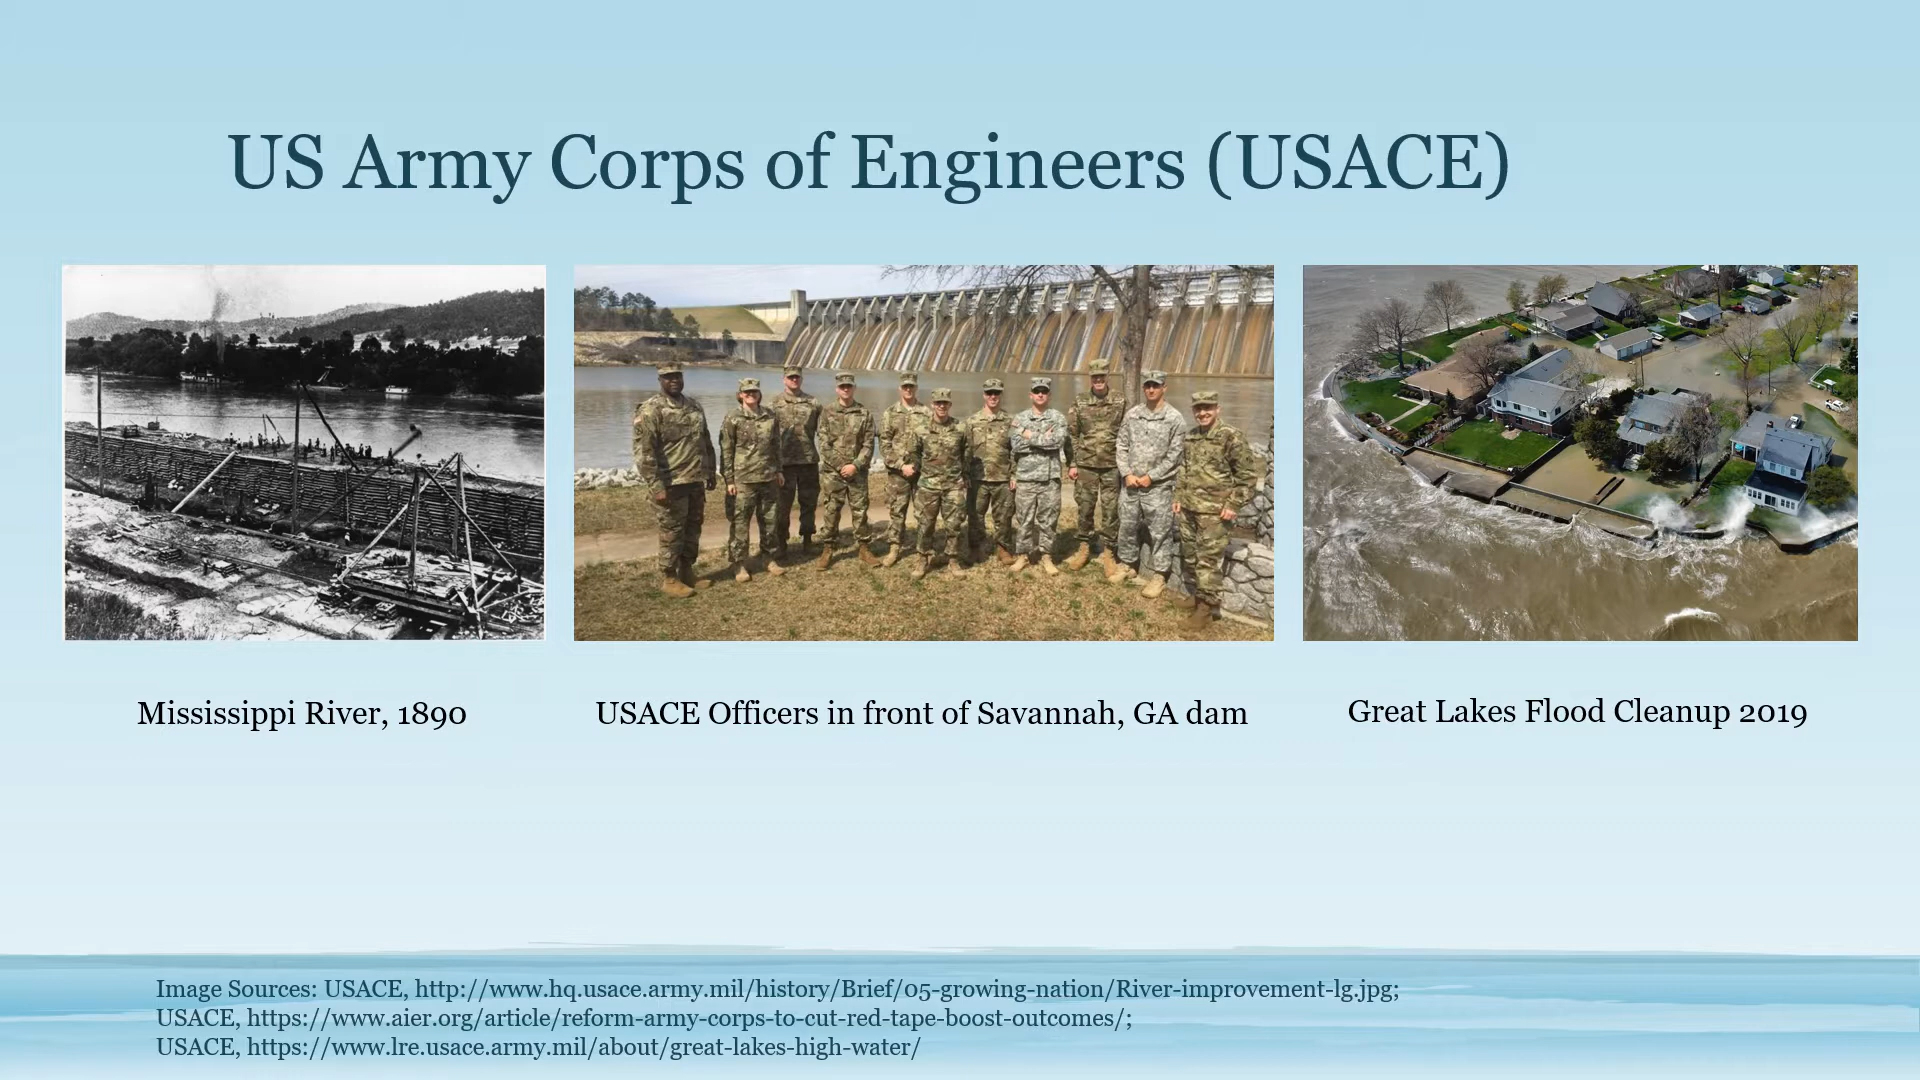 US Army Corps of Engineers (USACE)
Mississippi River, 1890
USACE Officers in front of Savannah, GA dam
Great Lakes Flood Cleanup 2019
Image Sources: USACE, http://www.hq.usace.army.mil/history/Brief/05-growing-nation/River-improvement-lg.jpg;
USACE, https://www.aier.org/article/reform-army-corps-to-cut-red-tape-boost-outcomes/;
USACE, https://www.lre.usace.army.mil/about/great-lakes-high-water/